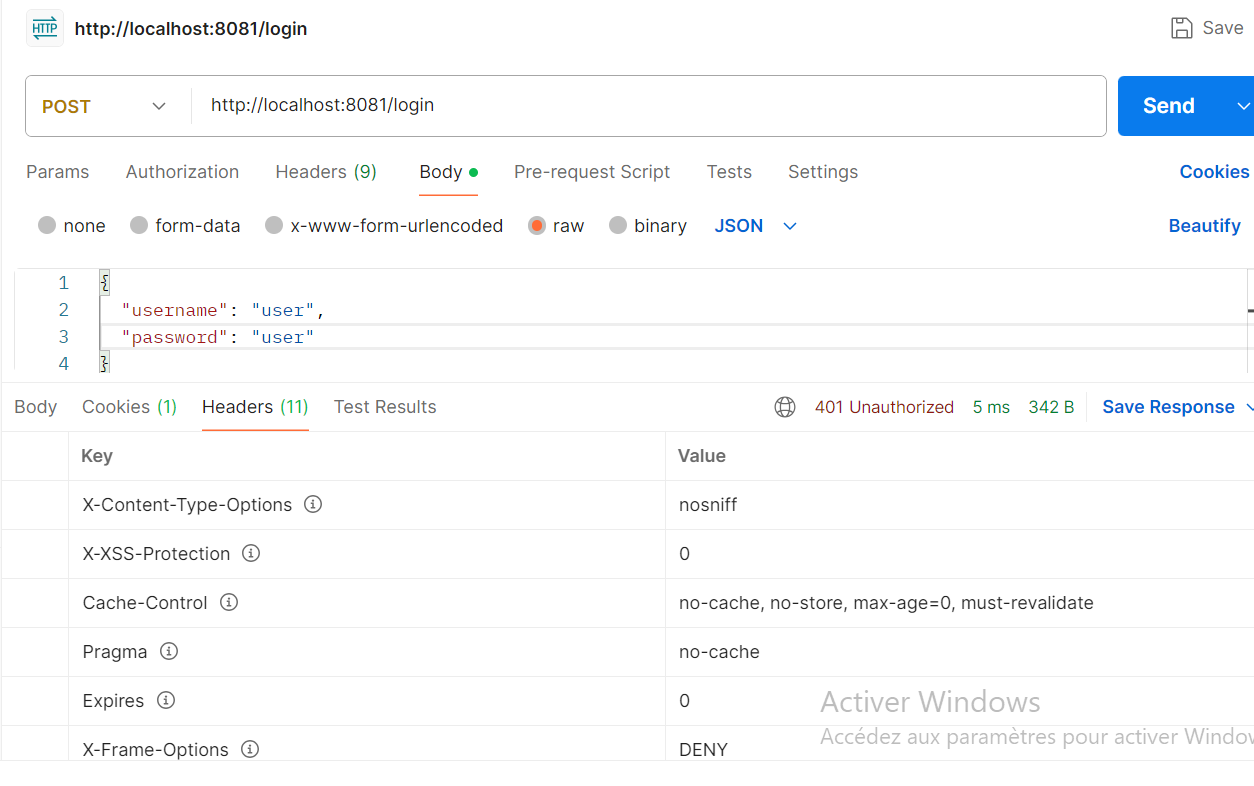 HTTP http://localhost:8081/login Save
POST http://localhost:8081/login Send
Params Authorization Headers (9) Body Pre-request Script Tests Settings Cookies
none form-data x-www-form-urlencoded raw binary JSON Beautify
1 {
2 "username": "user",
3 "password": "user"
4 }
Body Cookies (1) Headers (11) Test Results 401 Unauthorized 5 ms 342 B Save Response
Key Value
X-Content-Type-Options nosniff
X-XSS-Protection 0
Cache-Control no-cache, no-store, max-age=0, must-revalidate
Pragma no-cache
Expires 0
Activer Windows
Accédez aux paramètres pour activer Window
X-Frame-Options DENY